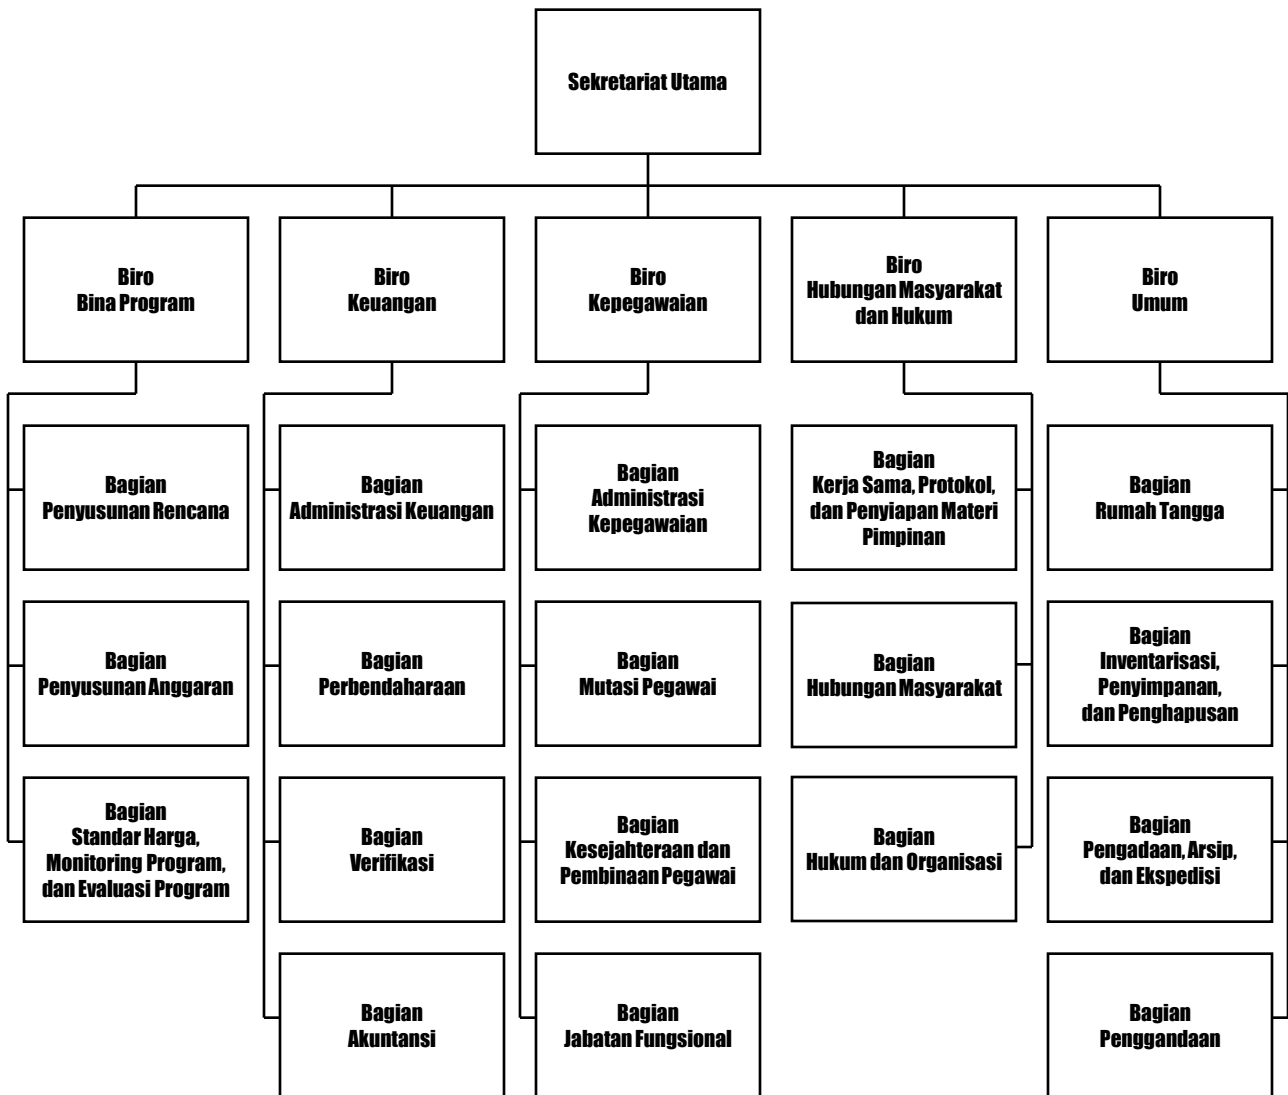 Sekretariat Utama
Biro
Bina Program
Biro
Keuangan
Biro
Kepegawaian
Biro
Hubungan Masyarakat
dan Hukum
Biro
Umum
Bagian
Penyusunan Rencana
Bagian
Administrasi Keuangan
Bagian
Administrasi
Kepegawaian
Bagian
Kerja Sama, Protokol,
dan Penyiapan Materi
Pimpinan
Bagian
Rumah Tangga
Bagian
Penyusunan Anggaran
Bagian
Perbendaharaan
Bagian
Mutasi Pegawai
Bagian
Hubungan Masyarakat
Bagian
Inventarisasi,
Penyimpanan,
dan Penghapusan
Bagian
Standar Harga,
Monitoring Program,
dan Evaluasi Program
Bagian
Verifikasi
Bagian
Kesejahteraan dan
Pembinaan Pegawai
Bagian
Hukum dan Organisasi
Bagian
Pengadaan, Arsip,
dan Ekspedisi
Bagian
Akuntansi
Bagian
Jabatan Fungsional
Bagian
Penggandaan